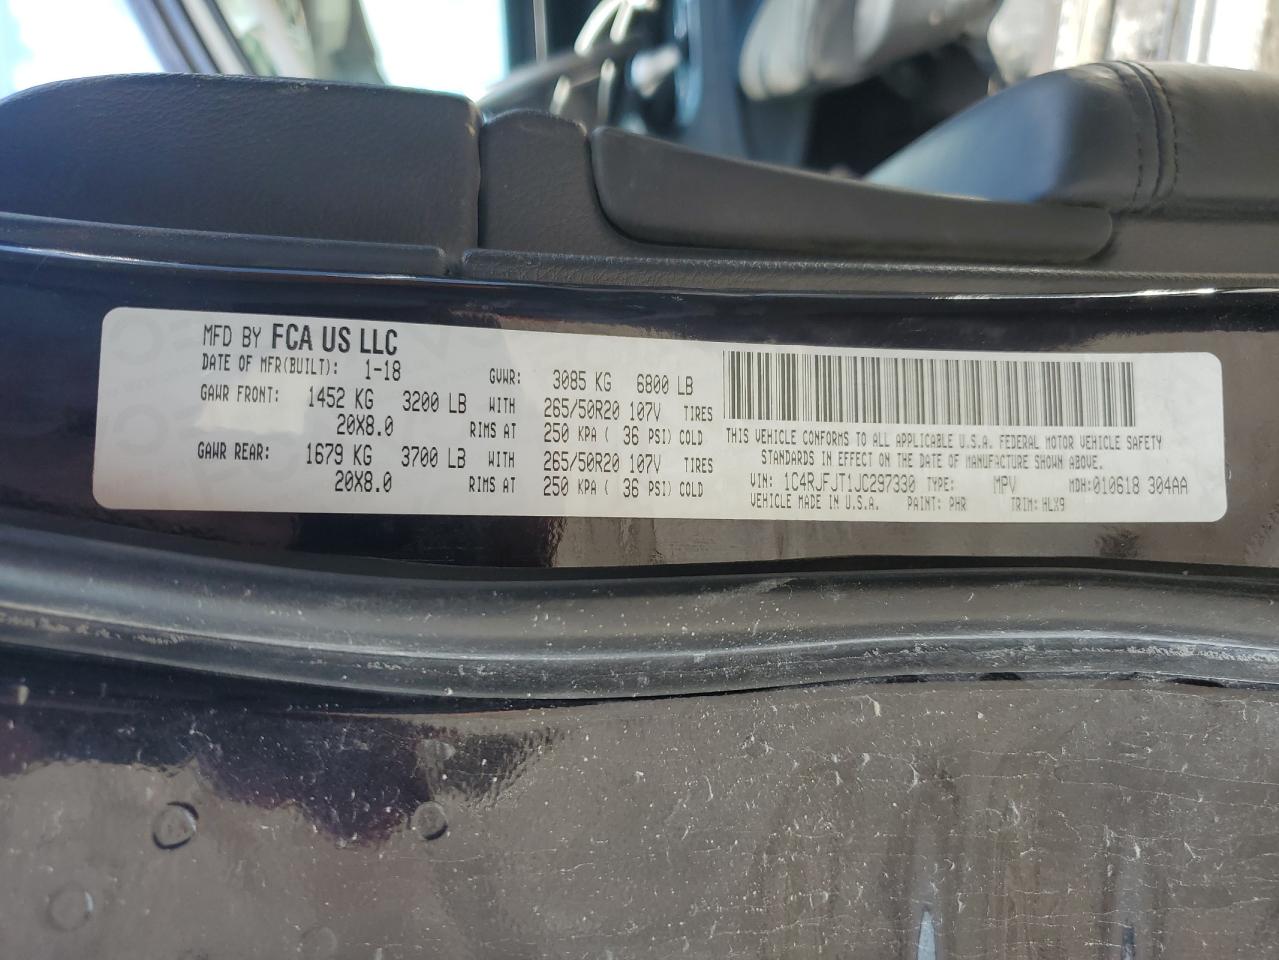 MFD BY FCA US LLC
DATE OF MFR(BUILT): 1-18 GVWR: 3085 KG 6800 LB
GAWR FRONT: 1452 KG 3200 LB WITH 265/50R20 107V TIRES
20X8.0 RIMS AT 250 KPA ( 36 PSI) COLD
GAWR REAR: 1679 KG 3700 LB WITH 265/50R20 107V TIRES
20X8.0 RIMS AT 250 KPA ( 36 PSI) COLD
THIS VEHICLE CONFORMS TO ALL APPLICABLE U.S.A. FEDERAL MOTOR VEHICLE SAFETY
STANDARDS IN EFFECT ON THE DATE OF MANUFACTURE SHOWN ABOVE.
VIN: 1C4RJFJT1JC297330 TYPE: MPV MDH:010618 304AA
VEHICLE MADE IN U.S.A. PAINT: PHR TRIM: HLX9